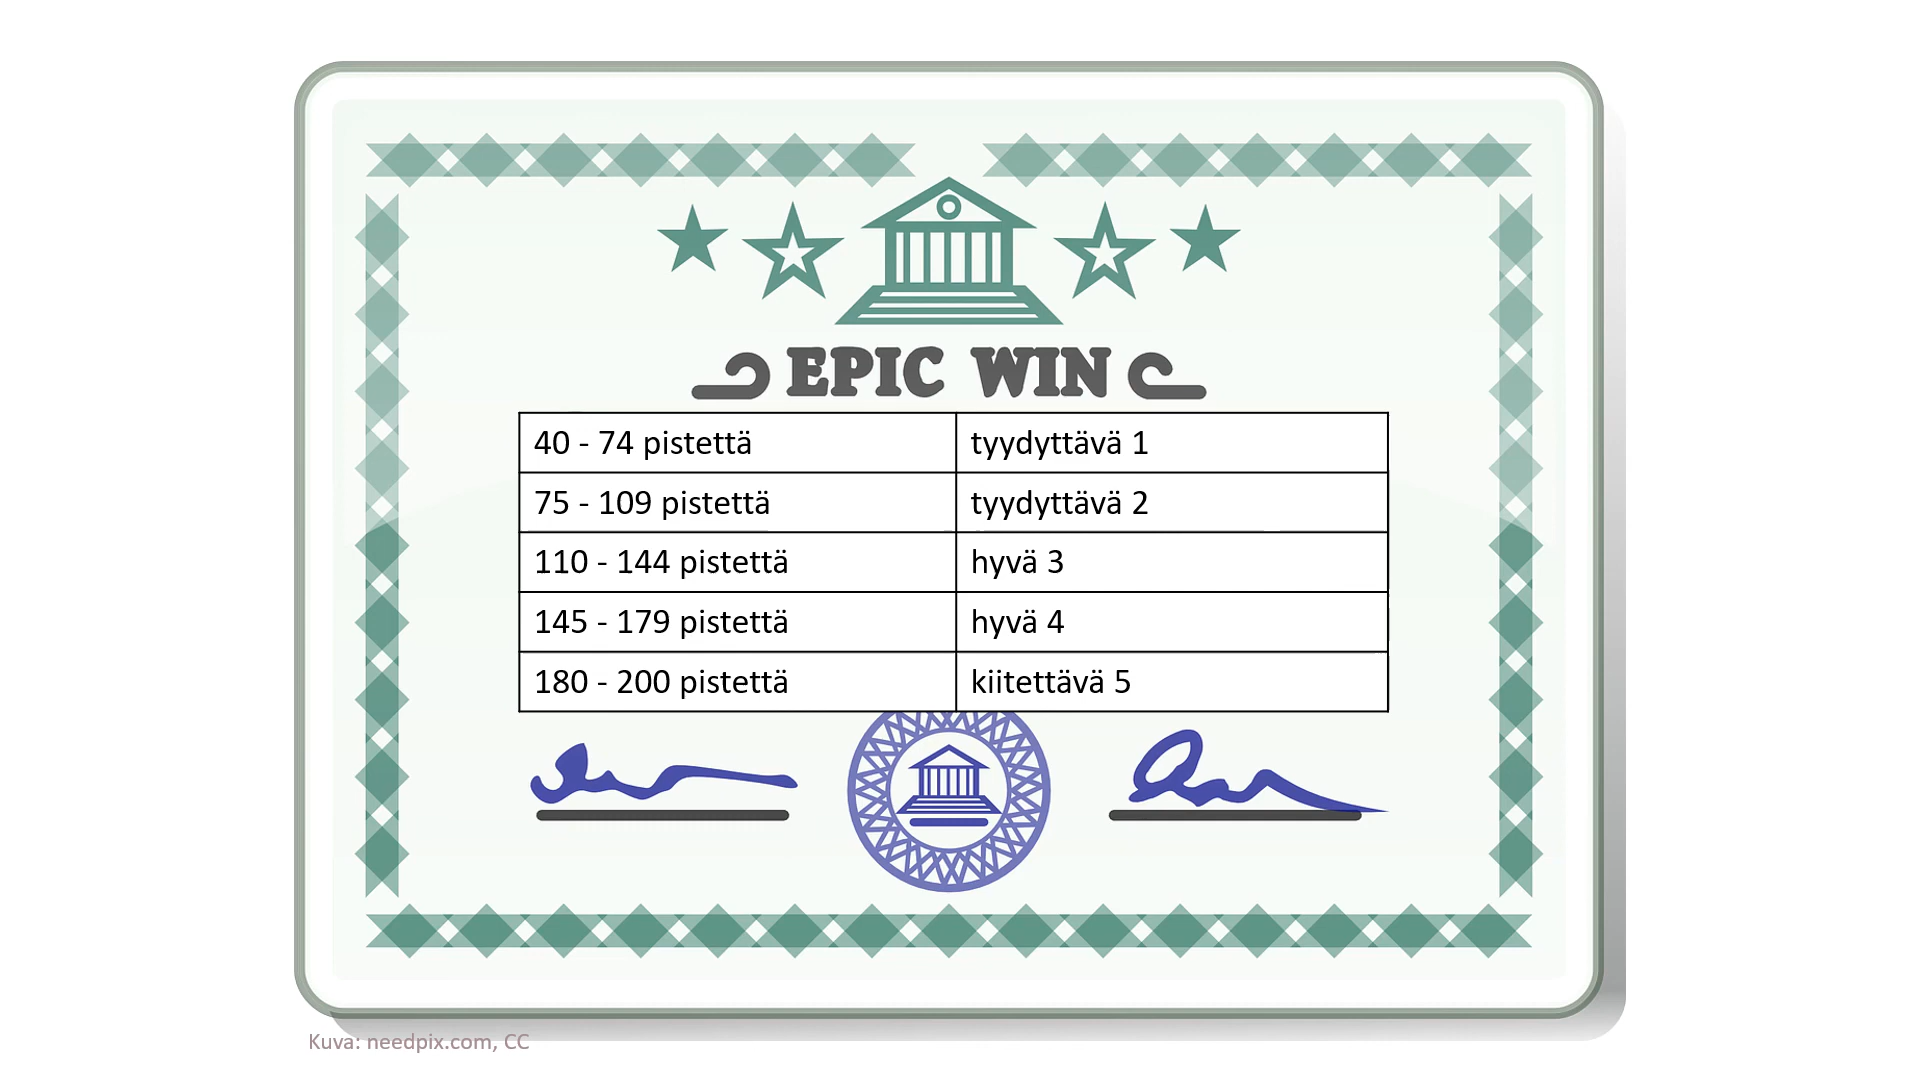 EPIC WIN
40 - 74 pistettä tyydyttävä 1
75 - 109 pistettä tyydyttävä 2
110 - 144 pistettä hyvä 3
145 - 179 pistettä hyvä 4
180 - 200 pistettä kiitettävä 5
Kuva: needpix.com, CC